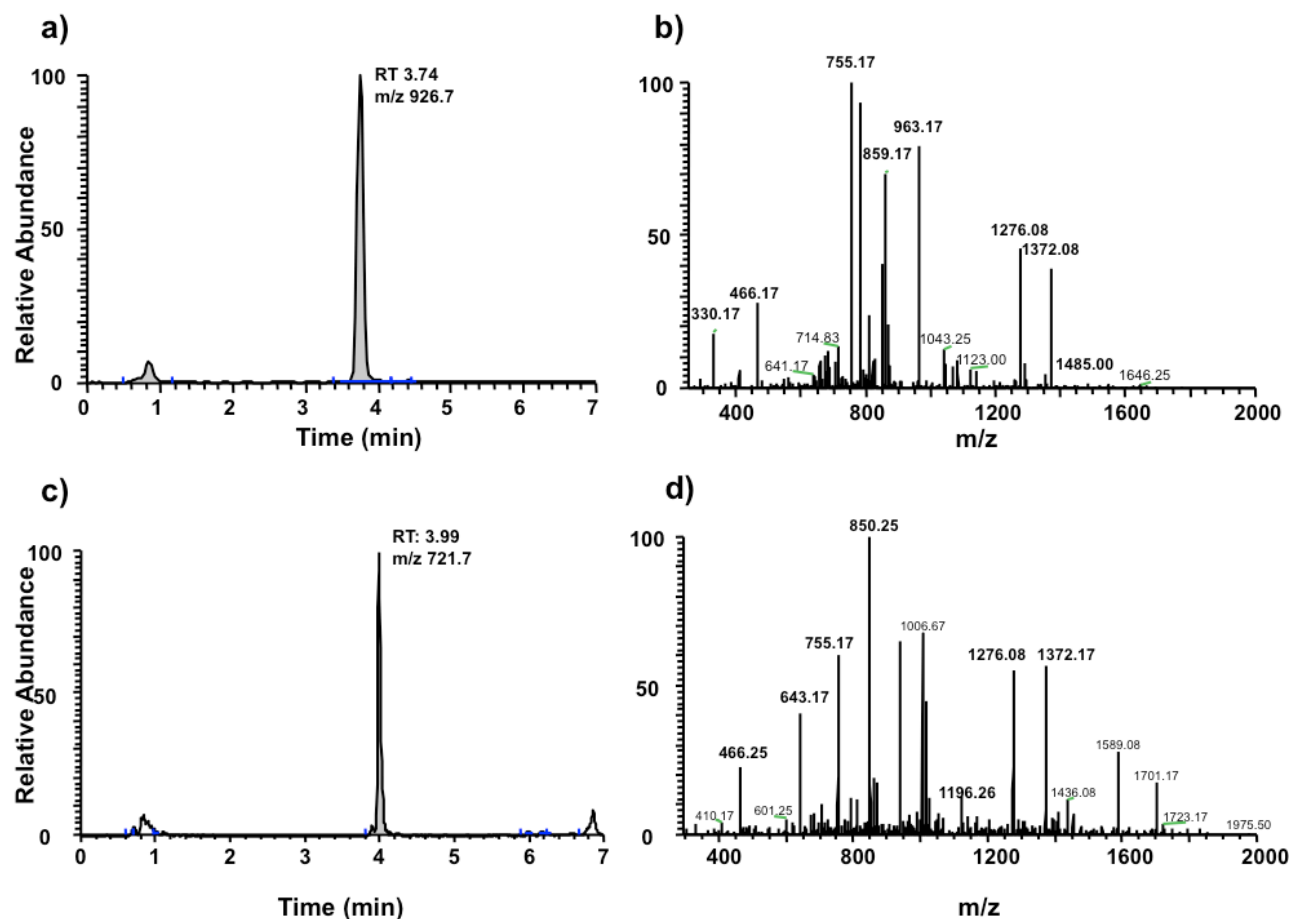 a)
100
50
0
Relative Abundance
RT 3.74
m/z 926.7
0 1 2 3 4 5 6 7
Time (min)
b)
100
50
0
755.17
963.17
859.17
1276.08
1372.08
466.17
330.17
714.83
641.17
1043.25
1123.00
1485.00
1646.25
400 800 1200 1600 2000
m/z
c)
100
50
0
Relative Abundance
RT: 3.99
m/z 721.7
0 1 2 3 4 5 6 7
Time (min)
d)
100
50
0
850.25
1006.67
755.17
1276.08
1372.17
643.17
466.25
1589.08
1701.17
1196.26
1436.08
410.17
601.25
1723.17
1975.50
400 800 1200 1600 2000
m/z